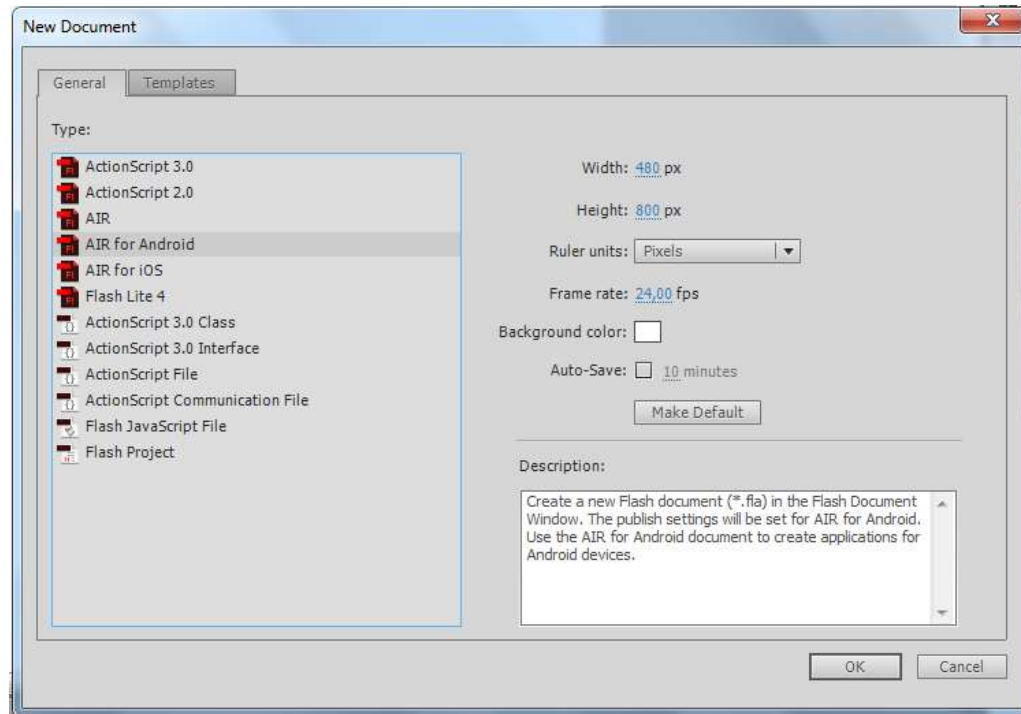 New Document
General
Templates
Type:
ActionScript 3.0
ActionScript 2.0
AIR
AIR for Android
AIR for iOS
Flash Lite 4
ActionScript 3.0 Class
ActionScript 3.0 Interface
ActionScript File
ActionScript Communication File
Flash JavaScript File
Flash Project
Width: 480 px
Height: 800 px
Ruler units: Pixels
Frame rate: 24,00 fps
Background color:
Auto-Save: 10 minutes
Make Default
Description:
Create a new Flash document (*.fla) in the Flash Document
Window. The publish settings will be set for AIR for Android.
Use the AIR for Android document to create applications for
Android devices.
OK
Cancel